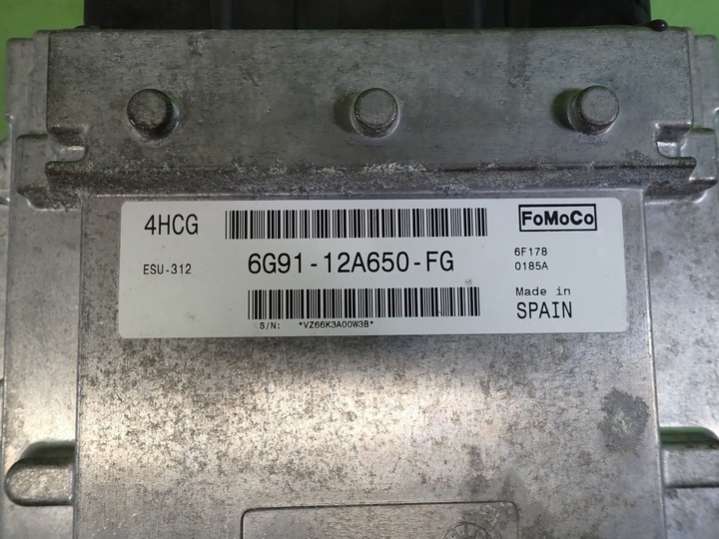 4HCG
FoMoCo
ESU-312
6G91-12A650-FG
6F178
0185A
Made in
SPAIN
S/N: *VZ66K3A00W3B*